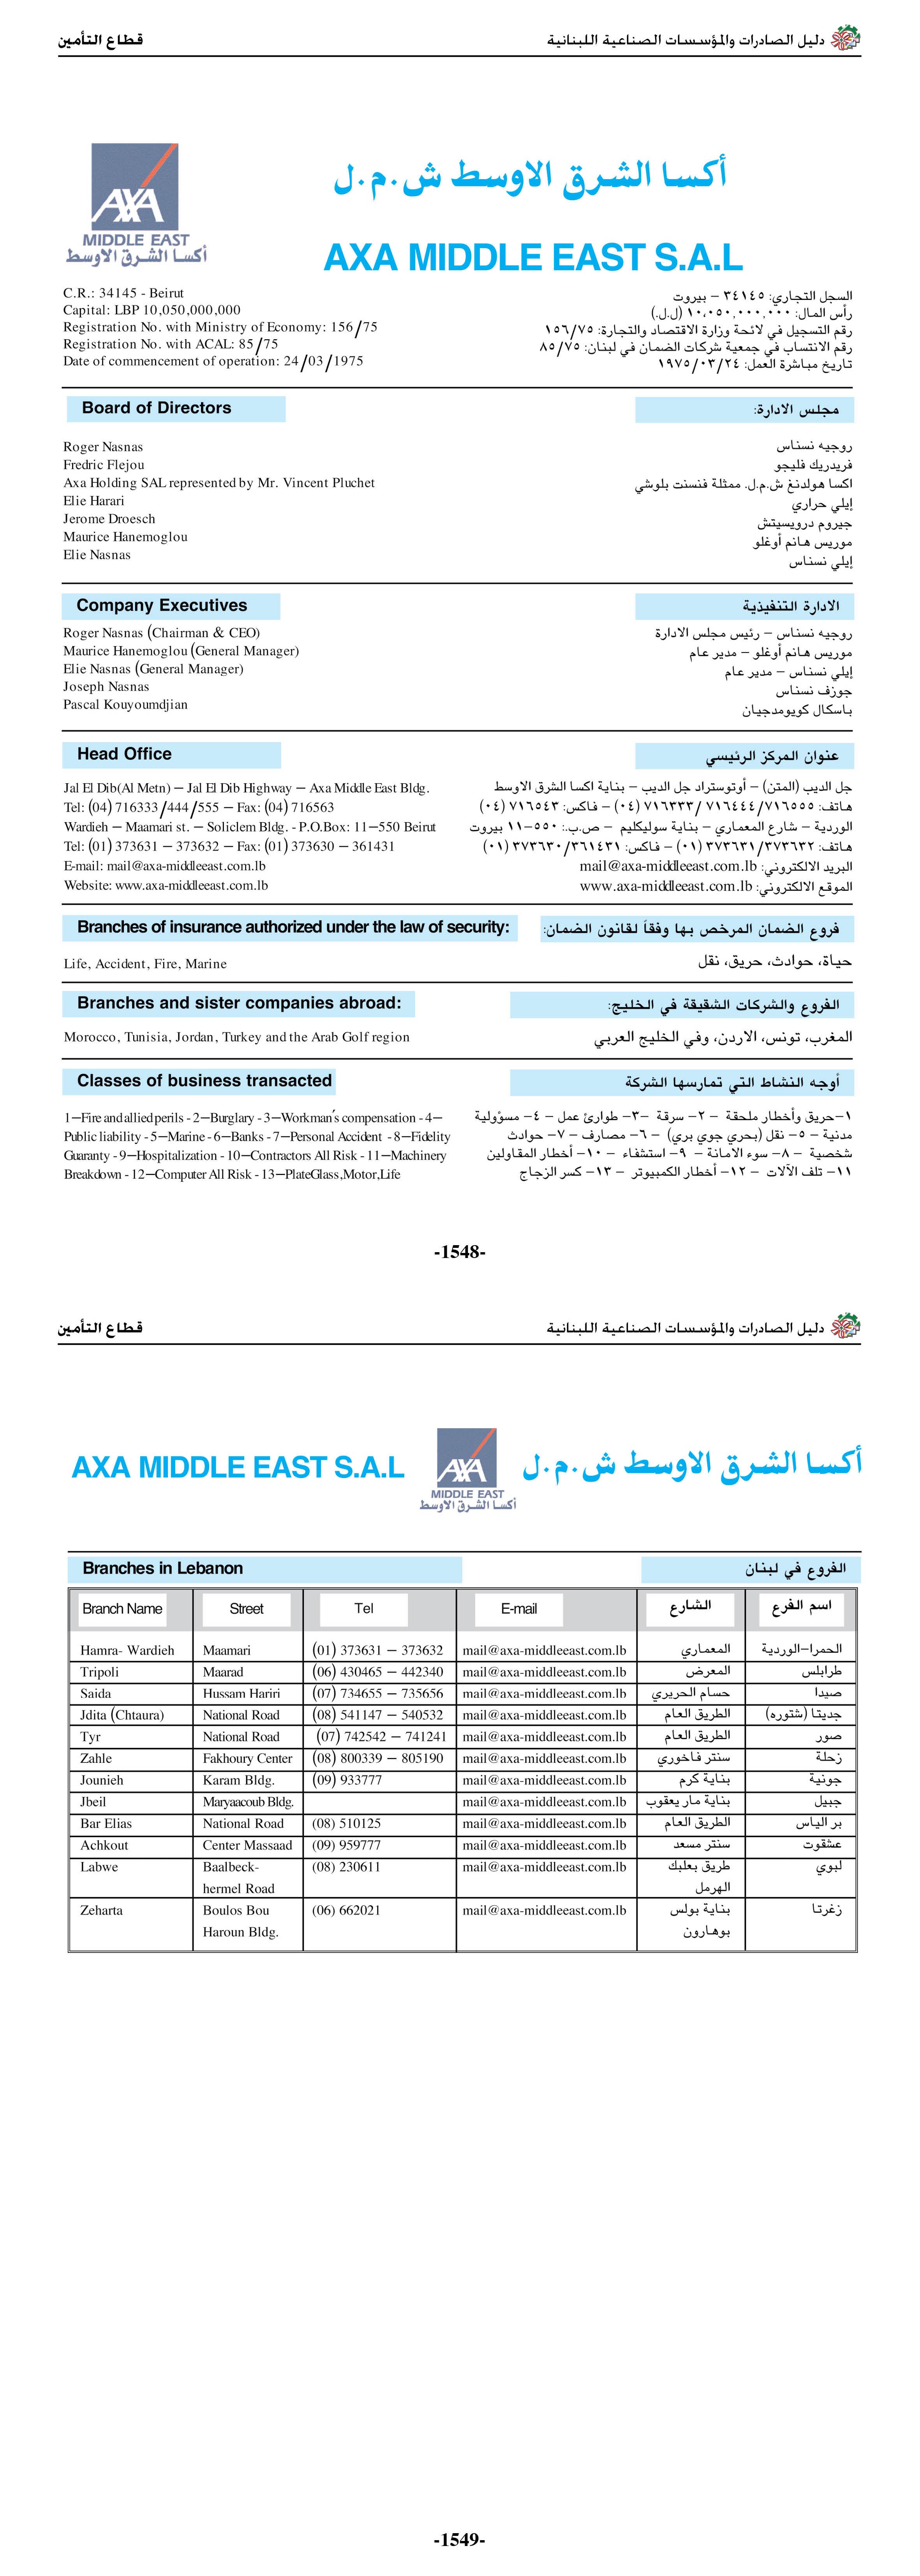 قطاع التأمين
دليل الصادرات والمؤسسات الصناعية اللبنانية
AXA
MIDDLE EAST
أكسا الشرق الاوسط
أكسا الشرق الاوسط ش.م.ل
AXA MIDDLE EAST S.A.L
C.R.: 34145 - Beirut
Capital: LBP 10,050,000,000
Registration No. with Ministry of Economy: 156/75
Registration No. with ACAL: 85/75
Date of commencement of operation: 24/03/1975
السجل التجاري: ٣٤١٤٥ – بيروت
رأس المال: ١٠,٠٥٠,٠٠٠,٠٠٠ (ل.ل.)
رقم التسجيل في لائحة وزارة الاقتصاد والتجارة: ١٥٦/٧٥
رقم الانتساب في جمعية شركات الضمان في لبنان: ٨٥/٧٥
تاريخ مباشرة العمل: ١٩٧٥/٠٣/٢٤
Board of Directors
مجلس الادارة:
Roger Nasnas
Fredric Flejou
Axa Holding SAL represented by Mr. Vincent Pluchet
Elie Harari
Jerome Droesch
Maurice Hanemoglou
Elie Nasnas
روجيه نسناس
فريدريك فليجو
اكسا هولدنغ ش.م.ل. ممثلة فنسنت بلوشي
إيلي حراري
جيروم درويسيتش
موريس هانم أوغلو
إيلي نسناس
Company Executives
الادارة التنفيذية
Roger Nasnas (Chairman & CEO)
Maurice Hanemoglou (General Manager)
Elie Nasnas (General Manager)
Joseph Nasnas
Pascal Kouyoumdjian
روجيه نسناس – رئيس مجلس الادارة
موريس هانم أوغلو – مدير عام
إيلي نسناس – مدير عام
جوزف نسناس
باسكال كويومدجيان
Head Office
عنوان المركز الرئيسي
Jal El Dib(Al Metn) – Jal El Dib Highway – Axa Middle East Bldg.
Tel: (04) 716333/444/555 – Fax: (04) 716563
Wardieh – Maamari st. – Soliclem Bldg. - P.O.Box: 11–550 Beirut
Tel: (01) 373631 – 373632 – Fax: (01) 373630 – 361431
E-mail: mail@axa-middleeast.com.lb
Website: www.axa-middleeast.com.lb
جل الديب (المتن) – أوتوستراد جل الديب – بناية اكسا الشرق الاوسط
هاتف: ٧١٦٣٣٣/ ٧١٦٤٤٤/٧١٦٥٥٥ (٠٤) – فاكس: ٧١٦٥٤٣ (٠٤)
الوردية – شارع المعماري – بناية سوليكليم – ص.ب.: ٥٥٠–١١ بيروت
هاتف: ٣٧٣٦٣١/٣٧٣٦٣٢ (٠١) – فاكس: ٣٧٣٦٣٠/٣٦١٤٣١ (٠١)
البريد الالكتروني: mail@axa-middleeast.com.lb
الموقع الالكتروني: www.axa-middleeast.com.lb
Branches of insurance authorized under the law of security:
فروع الضمان المرخص بها وفقاً لقانون الضمان:
Life, Accident, Fire, Marine
حياة، حوادث، حريق، نقل
Branches and sister companies abroad:
الفروع والشركات الشقيقة في الخليج:
Morocco, Tunisia, Jordan, Turkey and the Arab Golf region
المغرب، تونس، الاردن، وفي الخليج العربي
Classes of business transacted
أوجه النشاط التي تمارسها الشركة
1–Fire and allied perils - 2–Burglary - 3–Workman's compensation - 4–
Public liability - 5–Marine - 6–Banks - 7–Personal Accident - 8–Fidelity
Guaranty - 9–Hospitalization - 10–Contractors All Risk - 11–Machinery
Breakdown - 12–Computer All Risk - 13–PlateGlass,Motor,Life
١–حريق وأخطار ملحقة – ٢– سرقة –٣– طوارئ عمل – ٤– مسؤولية
مدنية – ٥– نقل (بحري جوي بري) – ٦– مصارف – ٧– حوادث
شخصية – ٨– سوء الامانة – ٩– استشفاء – ١٠– أخطار المقاولين
١١– تلف الآلات – ١٢– أخطار الكمبيوتر – ١٣– كسر الزجاج
-1548-
قطاع التأمين
دليل الصادرات والمؤسسات الصناعية اللبنانية
AXA MIDDLE EAST S.A.L
AXA
MIDDLE EAST
أكسا الشرق الاوسط
أكسا الشرق الاوسط ش.م.ل
Branches in Lebanon
الفروع في لبنان
Branch Name Street Tel E-mail الشارع اسم الفرع
Hamra- Wardieh Maamari (01) 373631 – 373632 mail@axa-middleeast.com.lb المعماري الحمرا–الوردية
Tripoli Maarad (06) 430465 – 442340 mail@axa-middleeast.com.lb المعرض طرابلس
Saida Hussam Hariri (07) 734655 – 735656 mail@axa-middleeast.com.lb حسام الحريري صيدا
Jdita (Chtaura) National Road (08) 541147 – 540532 mail@axa-middleeast.com.lb الطريق العام جديتا (شتوره)
Tyr National Road (07) 742542 – 741241 mail@axa-middleeast.com.lb الطريق العام صور
Zahle Fakhoury Center (08) 800339 – 805190 mail@axa-middleeast.com.lb سنتر فاخوري زحلة
Jounieh Karam Bldg. (09) 933777 mail@axa-middleeast.com.lb بناية كرم جونية
Jbeil Maryaacoub Bldg. mail@axa-middleeast.com.lb بناية مار يعقوب جبيل
Bar Elias National Road (08) 510125 mail@axa-middleeast.com.lb الطريق العام بر الياس
Achkout Center Massaad (09) 959777 mail@axa-middleeast.com.lb سنتر مسعد عشقوت
Labwe Baalbeck- (08) 230611 mail@axa-middleeast.com.lb طريق بعلبك لبوي
hermel Road الهرمل
Zeharta Boulos Bou (06) 662021 mail@axa-middleeast.com.lb بناية بولس زغرتا
Haroun Bldg. بوهارون
-1549-